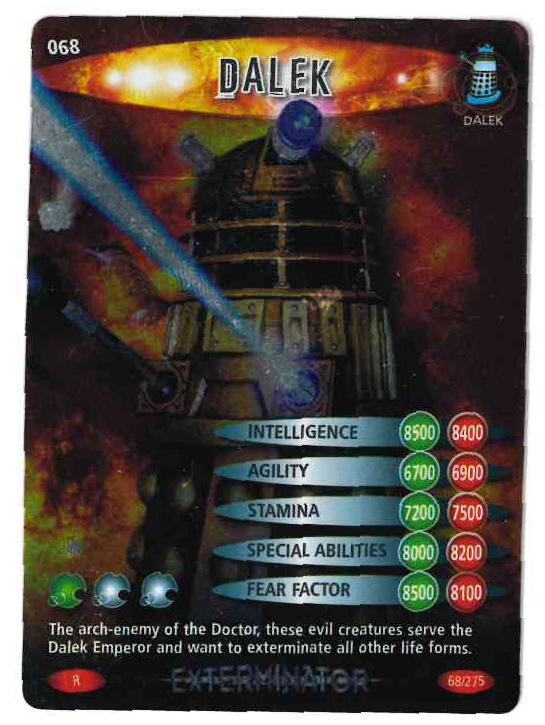 068
DALEK
DALEK
INTELLIGENCE 8500 8400
AGILITY 6700 6900
STAMINA 7200 7500
SPECIAL ABILITIES 8000 8200
FEAR FACTOR 8500 8100
The arch-enemy of the Doctor, these evil creatures serve the
Dalek Emperor and want to exterminate all other life forms.
R EXTERMINATOR 68/275